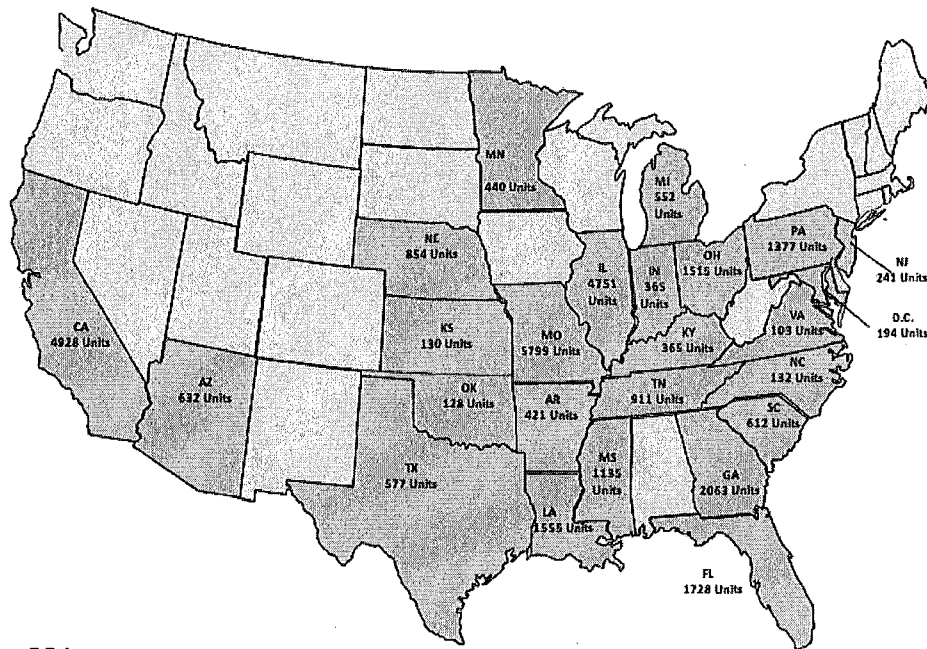 MN
440 Units
MI
552
Units
NE
854 Units
PA
1377 Units
OH
1515 Units
NJ
241 Units
IL
4751
Units
IN
365
Units
D.C.
194 Units
VA
103 Units
CA
4928 Units
KS
130 Units
MO
5799 Units
KY
365 Units
NC
132 Units
AZ
632 Units
OK
128 Units
AR
421 Units
TN
911 Units
SC
612 Units
MS
1135
Units
GA
2063 Units
TX
577 Units
LA
1555 Units
FL
1728 Units